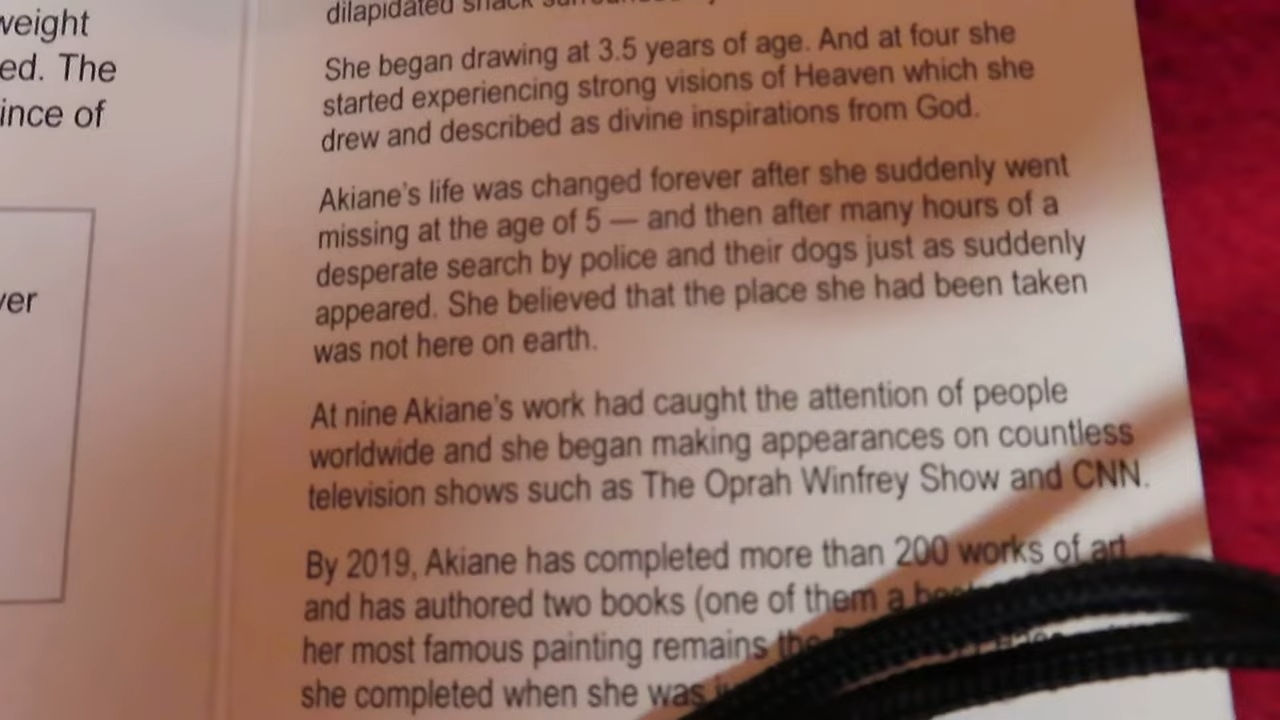 weight
ed. The
ince of
ver
dilapidated shack
She began drawing at 3.5 years of age. And at four she
started experiencing strong visions of Heaven which she
drew and described as divine inspirations from God.
Akiane's life was changed forever after she suddenly went
missing at the age of 5 — and then after many hours of a
desperate search by police and their dogs just as suddenly
appeared. She believed that the place she had been taken
was not here on earth.
At nine Akiane's work had caught the attention of people
worldwide and she began making appearances on countless
television shows such as The Oprah Winfrey Show and CNN.
By 2019, Akiane has completed more than 200 works of art
and has authored two books (one of them a
her most famous painting remains the
she completed when she was